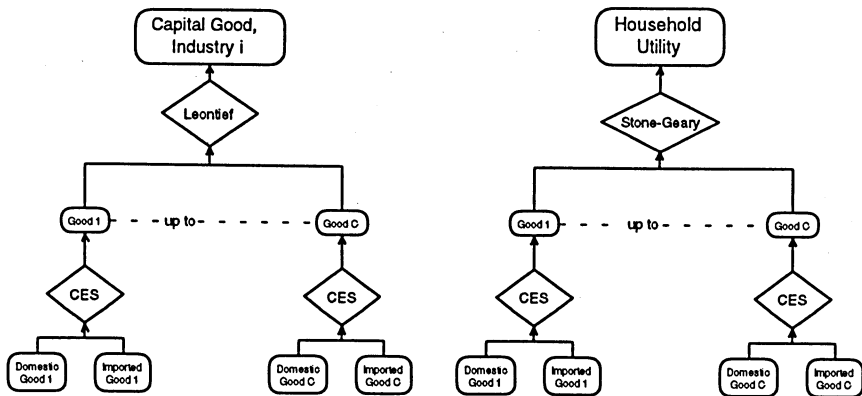 Capital Good,
Industry i
Leontief
Good 1
up to
Good C
CES
CES
Domestic
Good 1
Imported
Good 1
Domestic
Good C
Imported
Good C
Household
Utility
Stone-Geary
Good 1
up to
Good C
CES
CES
Domestic
Good 1
Imported
Good 1
Domestic
Good C
Imported
Good C